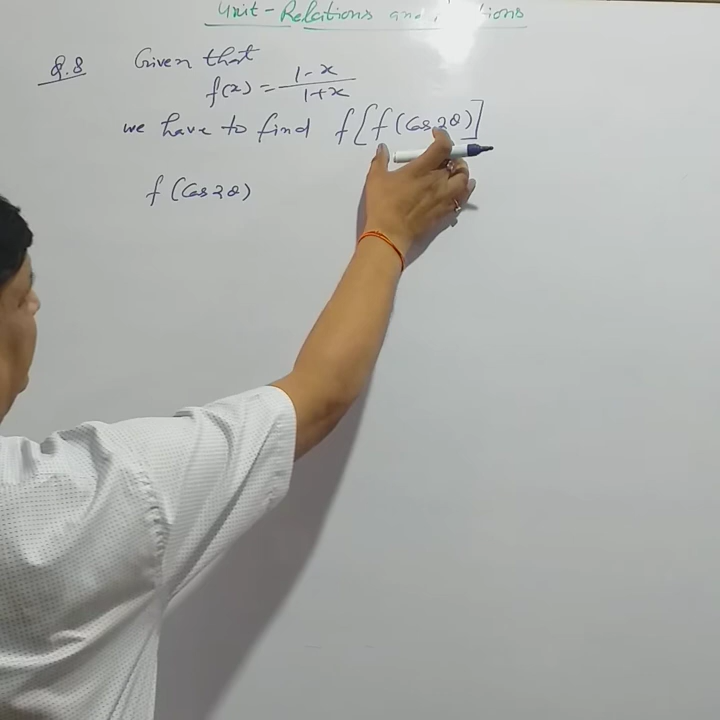 Unit - Relations and
Q.8 Given that
f(x) = 1-x / 1+x
we have to find f[f(Cos2θ)]
f(Cos2θ)